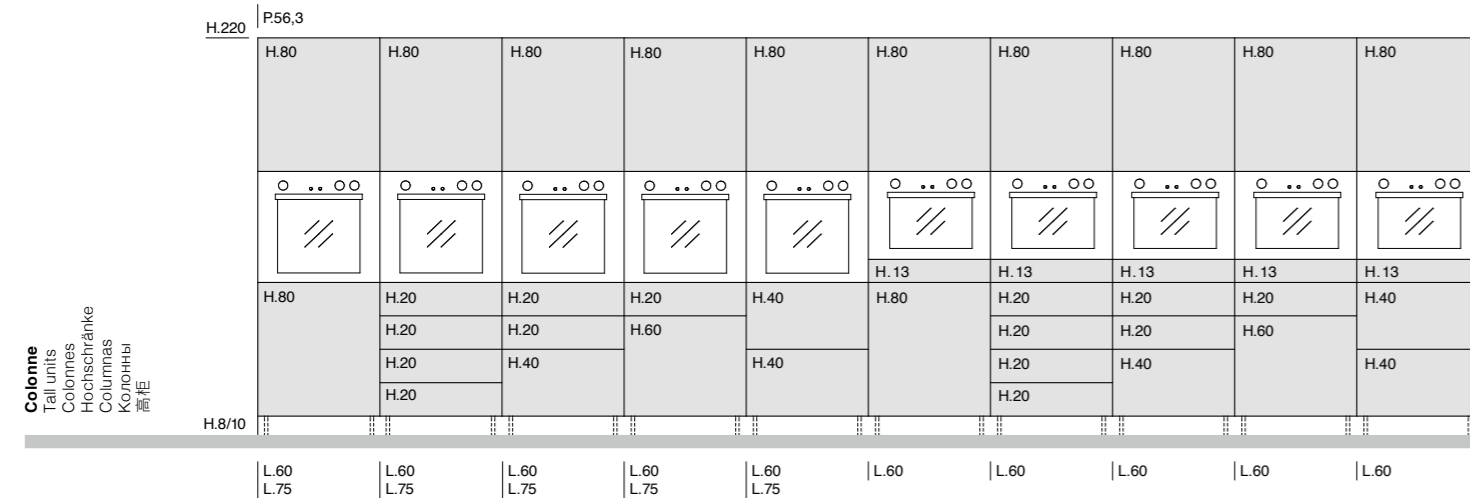 P.56,3
H.220
H.80 H.80 H.80 H.80 H.80 H.80 H.80 H.80 H.80 H.80
H.13 H.13 H.13 H.13 H.13
H.80 H.20 H.20 H.20 H.40 H.80 H.20 H.20 H.20 H.40
H.20 H.20 H.60 H.20 H.20 H.60
H.20 H.40 H.40 H.20 H.40 H.40
H.20 H.20
Colonne
Tall units
Colonnes
Hochschränke
Columnas
Колонны
高柜
H.8/10
L.60 L.60 L.60 L.60 L.60 L.60 L.60 L.60 L.60 L.60
L.75 L.75 L.75 L.75 L.75